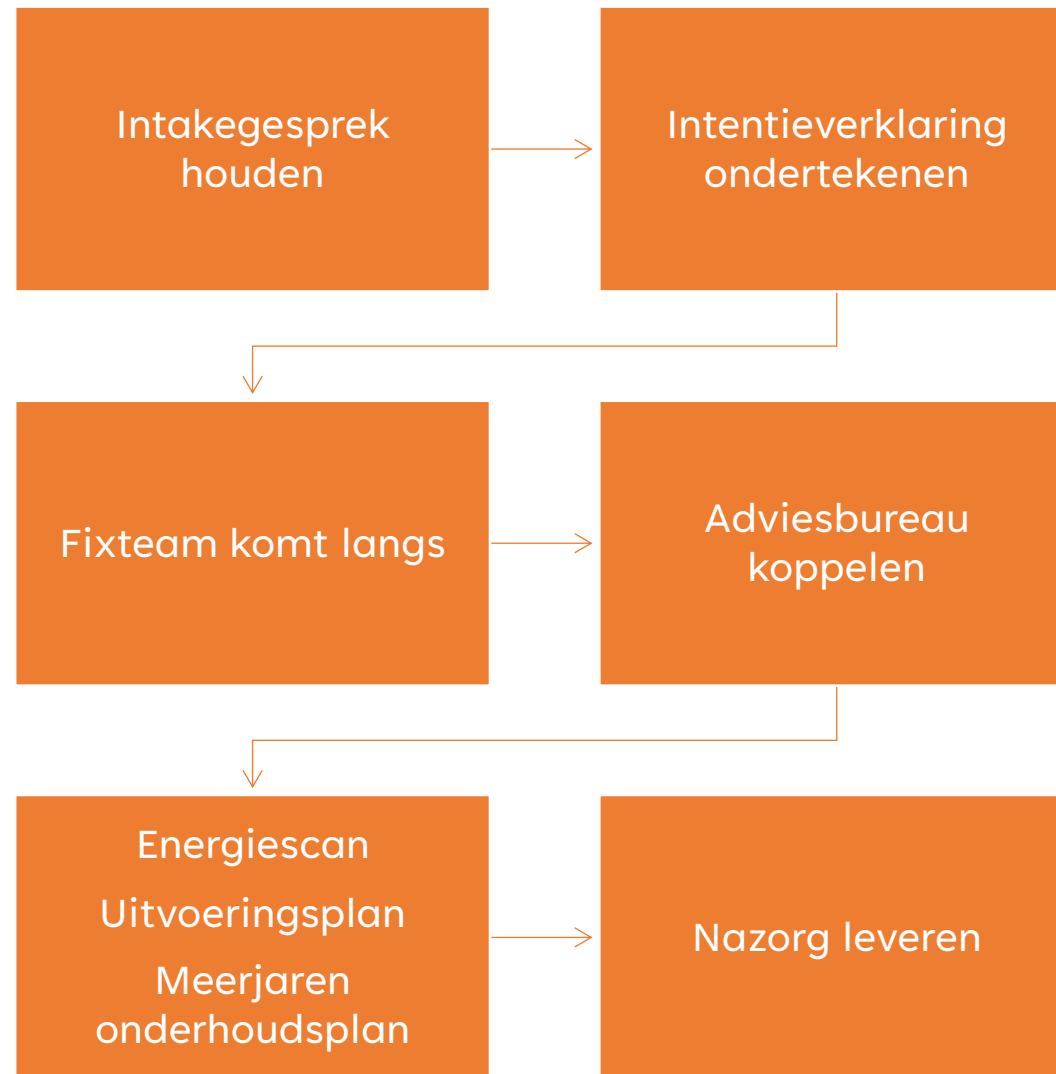 Intakegesprek
houden
Intentieverklaring
ondertekenen
Fixteam komt langs
Adviesbureau
koppelen
Energiescan
Uitvoeringsplan
Meerjaren
onderhoudsplan
Nazorg leveren